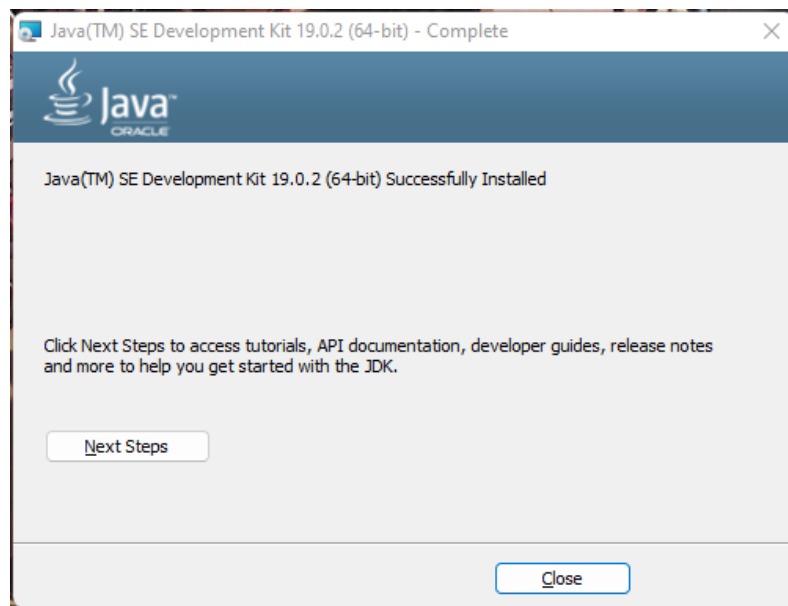 Java(TM) SE Development Kit 19.0.2 (64-bit) - Complete
Java™
ORACLE
Java(TM) SE Development Kit 19.0.2 (64-bit) Successfully Installed
Click Next Steps to access tutorials, API documentation, developer guides, release notes
and more to help you get started with the JDK.
Next Steps
Close